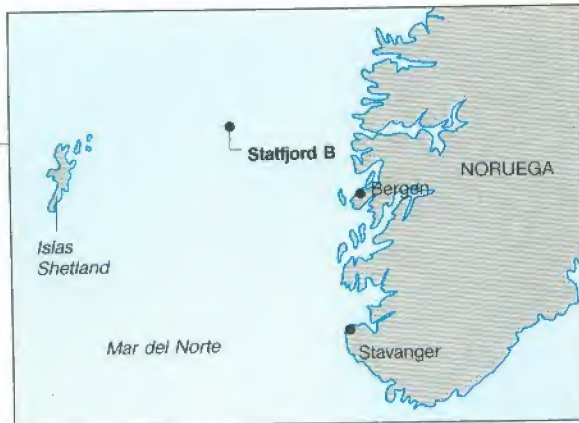 Statfjord B
NORUEGA
Bergen
Islas
Shetland
Mar del Norte
Stavanger